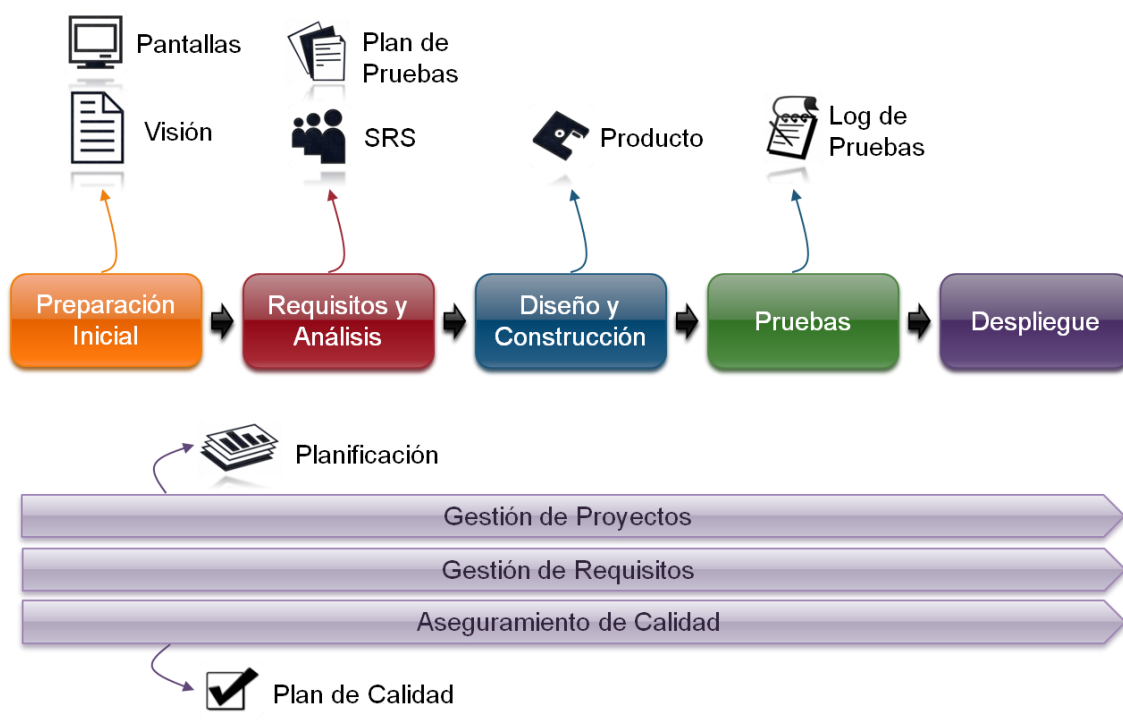 Pantallas
Plan de
Pruebas
Visión
SRS
Producto
Log de
Pruebas
Preparación
Inicial
Requisitos y
Análisis
Diseño y
Construcción
Pruebas
Despliegue
Planificación
Gestión de Proyectos
Gestión de Requisitos
Aseguramiento de Calidad
Plan de Calidad